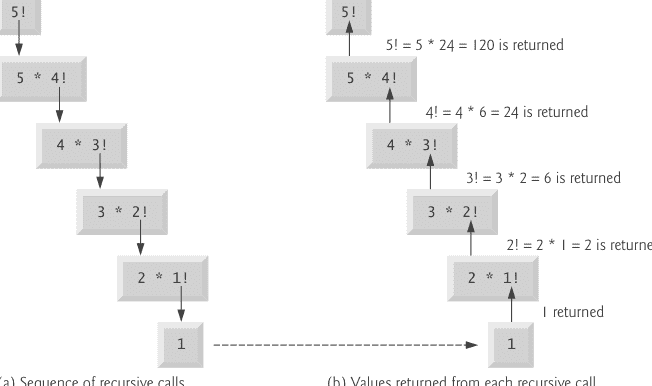 5!
5 * 4!
4 * 3!
3 * 2!
2 * 1!
1
(a) Sequence of recursive calls
5!
5! = 5 * 24 = 120 is returned
5 * 4!
4! = 4 * 6 = 24 is returned
4 * 3!
3! = 3 * 2 = 6 is returned
3 * 2!
2! = 2 * 1 = 2 is returne
2 * 1!
1 returned
1
(b) Values returned from each recursive call